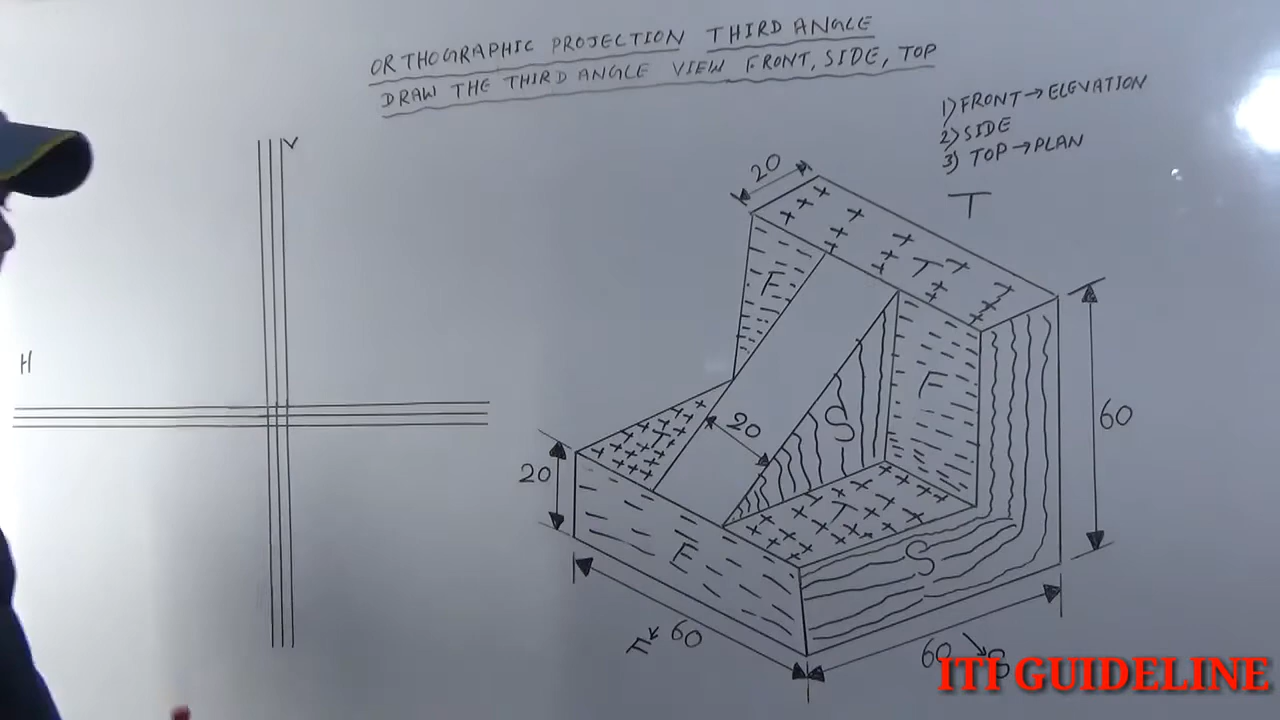 ORTHOGRAPHIC PROJECTION THIRD ANGLE
DRAW THE THIRD ANGLE VIEW FRONT, SIDE, TOP
1) FRONT → ELEVATION
2) SIDE
3) TOP → PLAN
T
V
H
20
F
T
T
20
S
F
60
20
T
F
S
F
60
60
S
ITI GUIDELINE